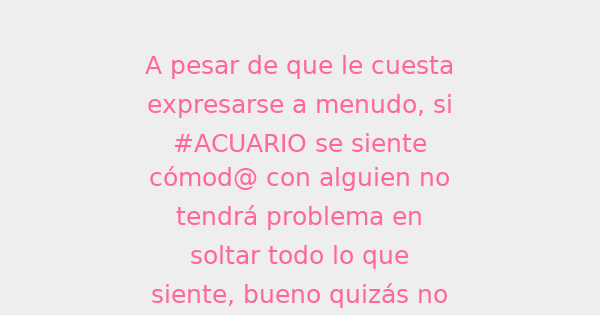 A pesar de que le cuesta
expresarse a menudo, si
#ACUARIO se siente
cómod@ con alguien no
tendrá problema en
soltar todo lo que
siente, bueno quizás no